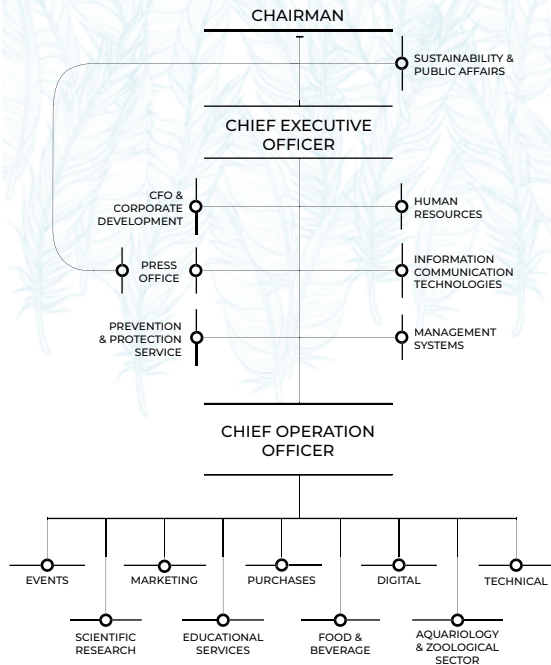 CHAIRMAN
SUSTAINABILITY &
PUBLIC AFFAIRS
CHIEF EXECUTIVE
OFFICER
CFO &
CORPORATE
DEVELOPMENT
HUMAN
RESOURCES
PRESS
OFFICE
INFORMATION
COMMUNICATION
TECHNOLOGIES
PREVENTION
& PROTECTION
SERVICE
MANAGEMENT
SYSTEMS
CHIEF OPERATION
OFFICER
EVENTS
MARKETING
PURCHASES
DIGITAL
TECHNICAL
SCIENTIFIC
RESEARCH
EDUCATIONAL
SERVICES
FOOD &
BEVERAGE
AQUARIOLOGY
& ZOOLOGICAL
SECTOR